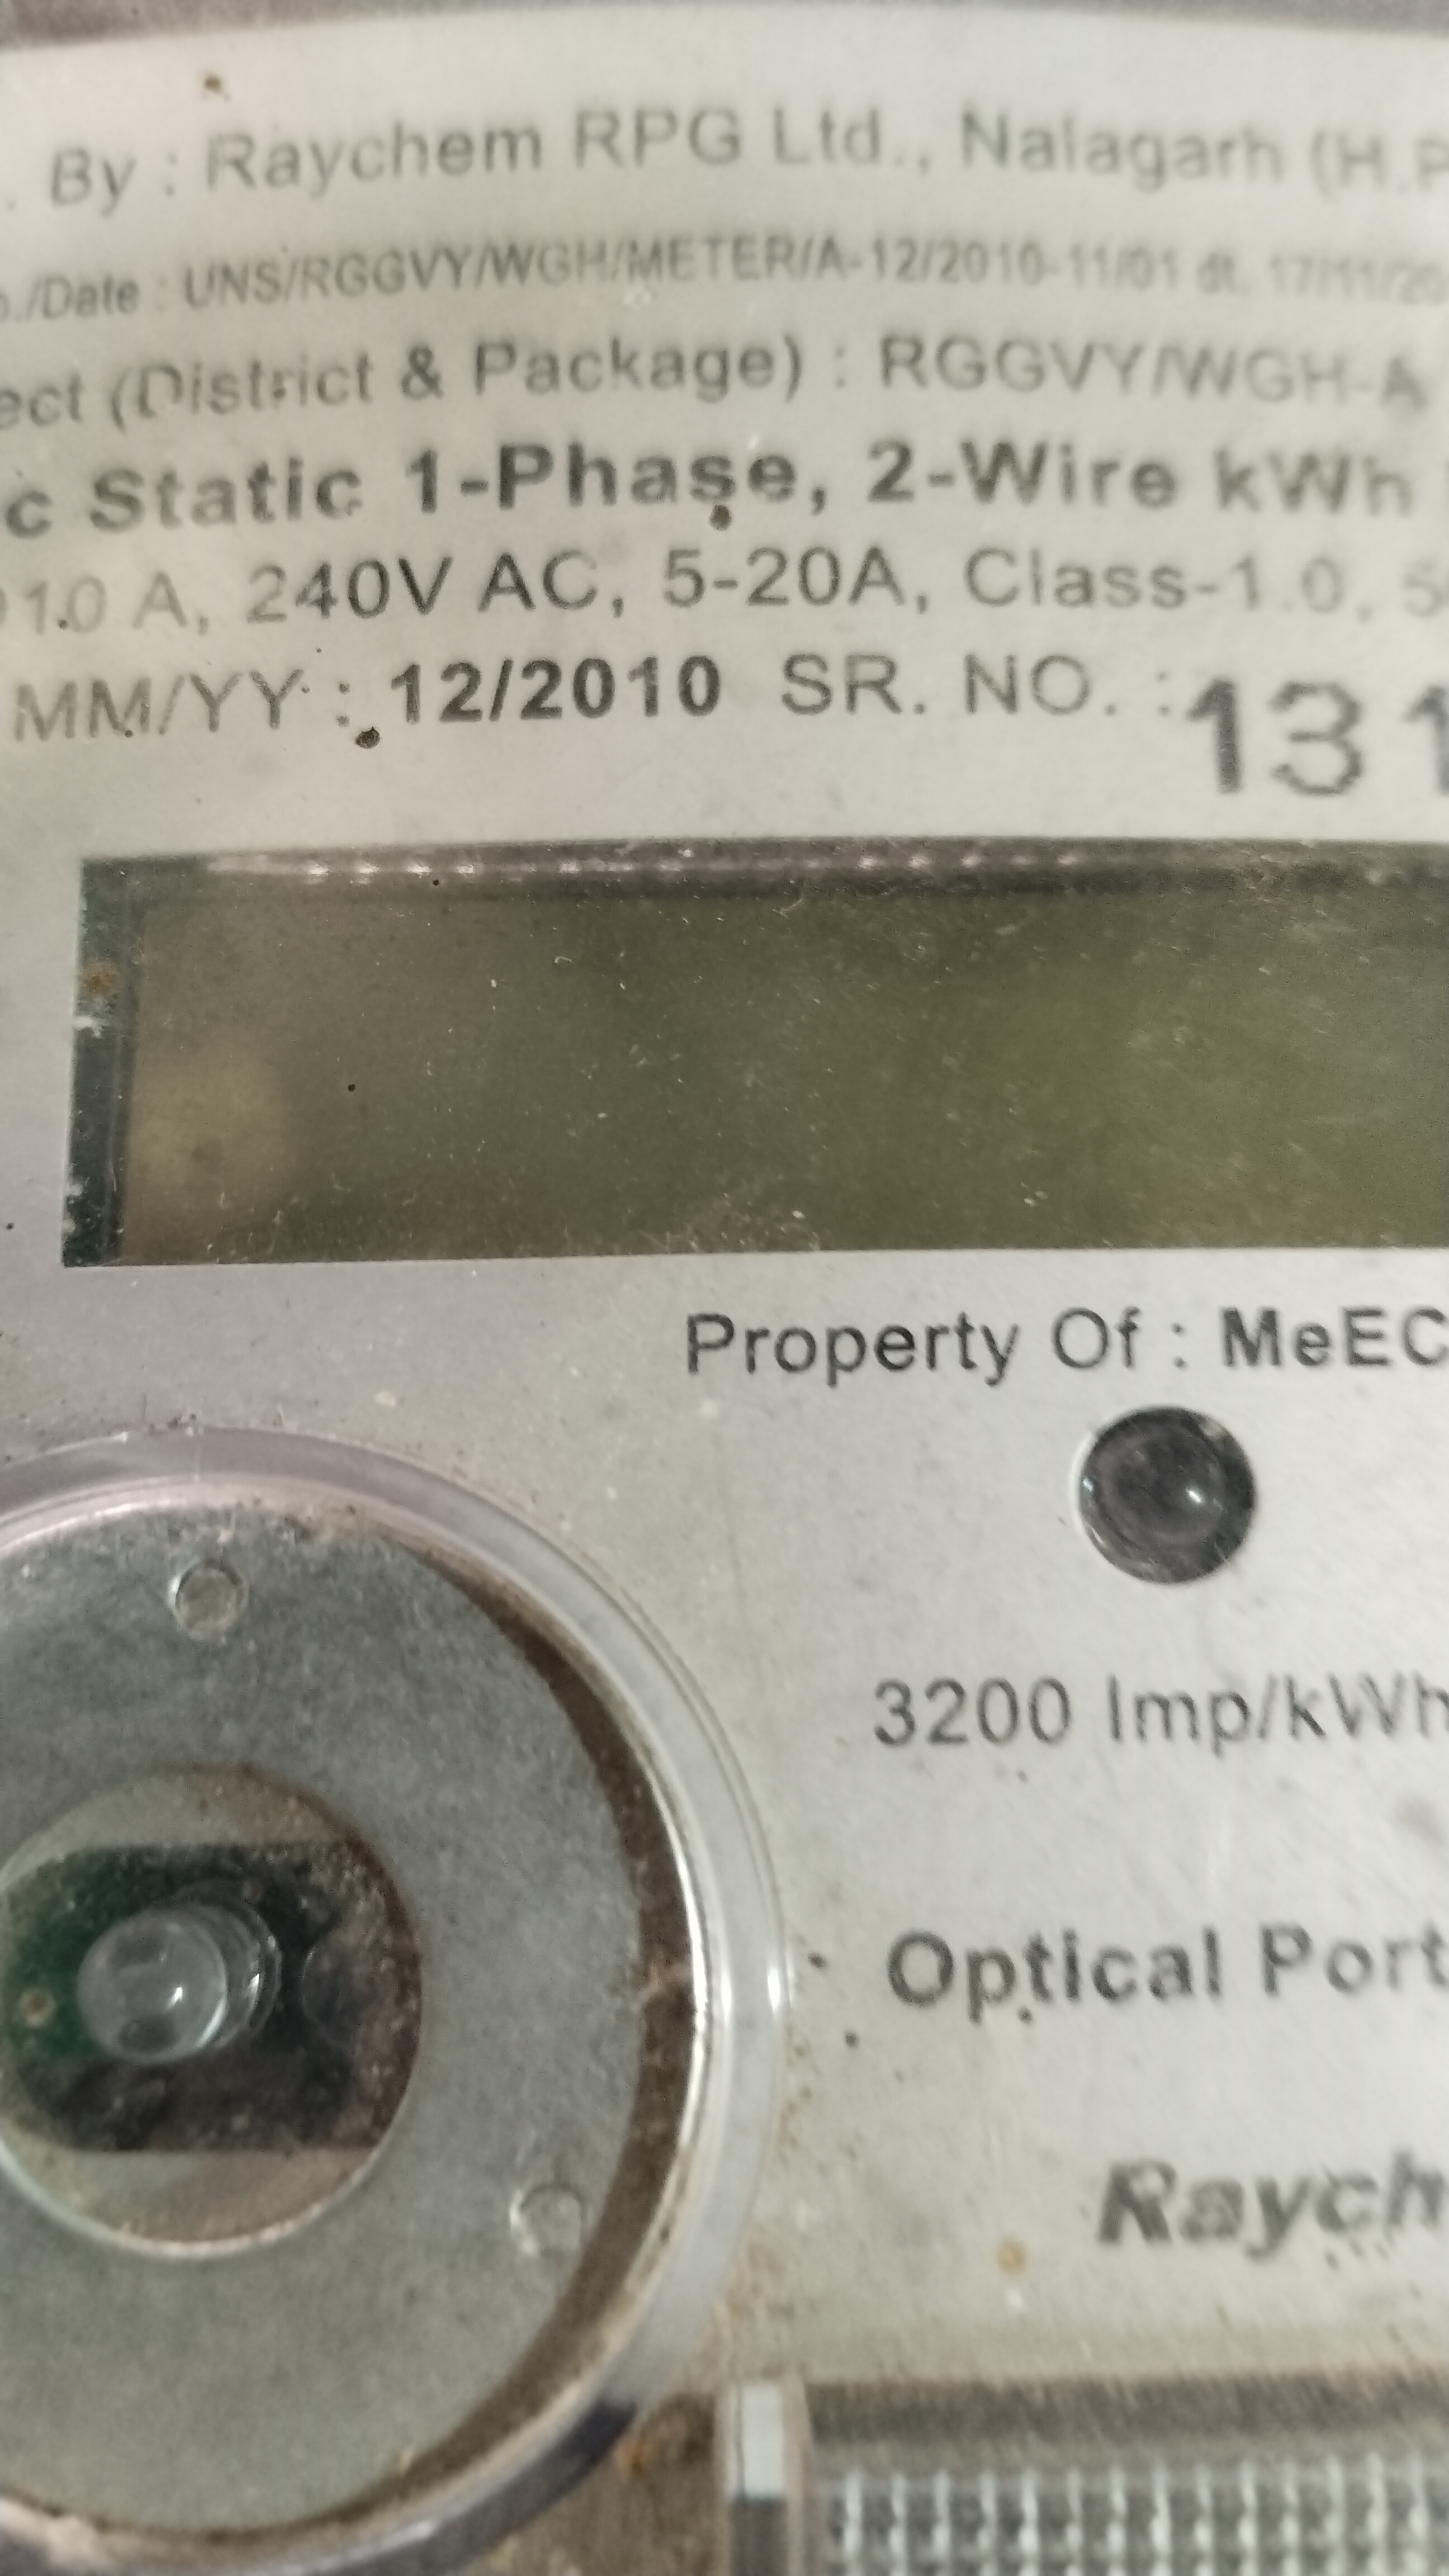 . By : Raychem RPG Ltd., Nalagarh (H.P
o./Date : UNS/RGGVY/WGH/METER/A-12/2010-11/01 dt. 17/11/20
ect (District & Package) : RGGVY/WGH-A
c Static 1-Phase, 2-Wire kWh
10 A, 240V AC, 5-20A, Class-1.0, 5
MM/YY : 12/2010 SR. NO. : 131
Property Of : MeEC
3200 Imp/kWh
Optical Port
Raych